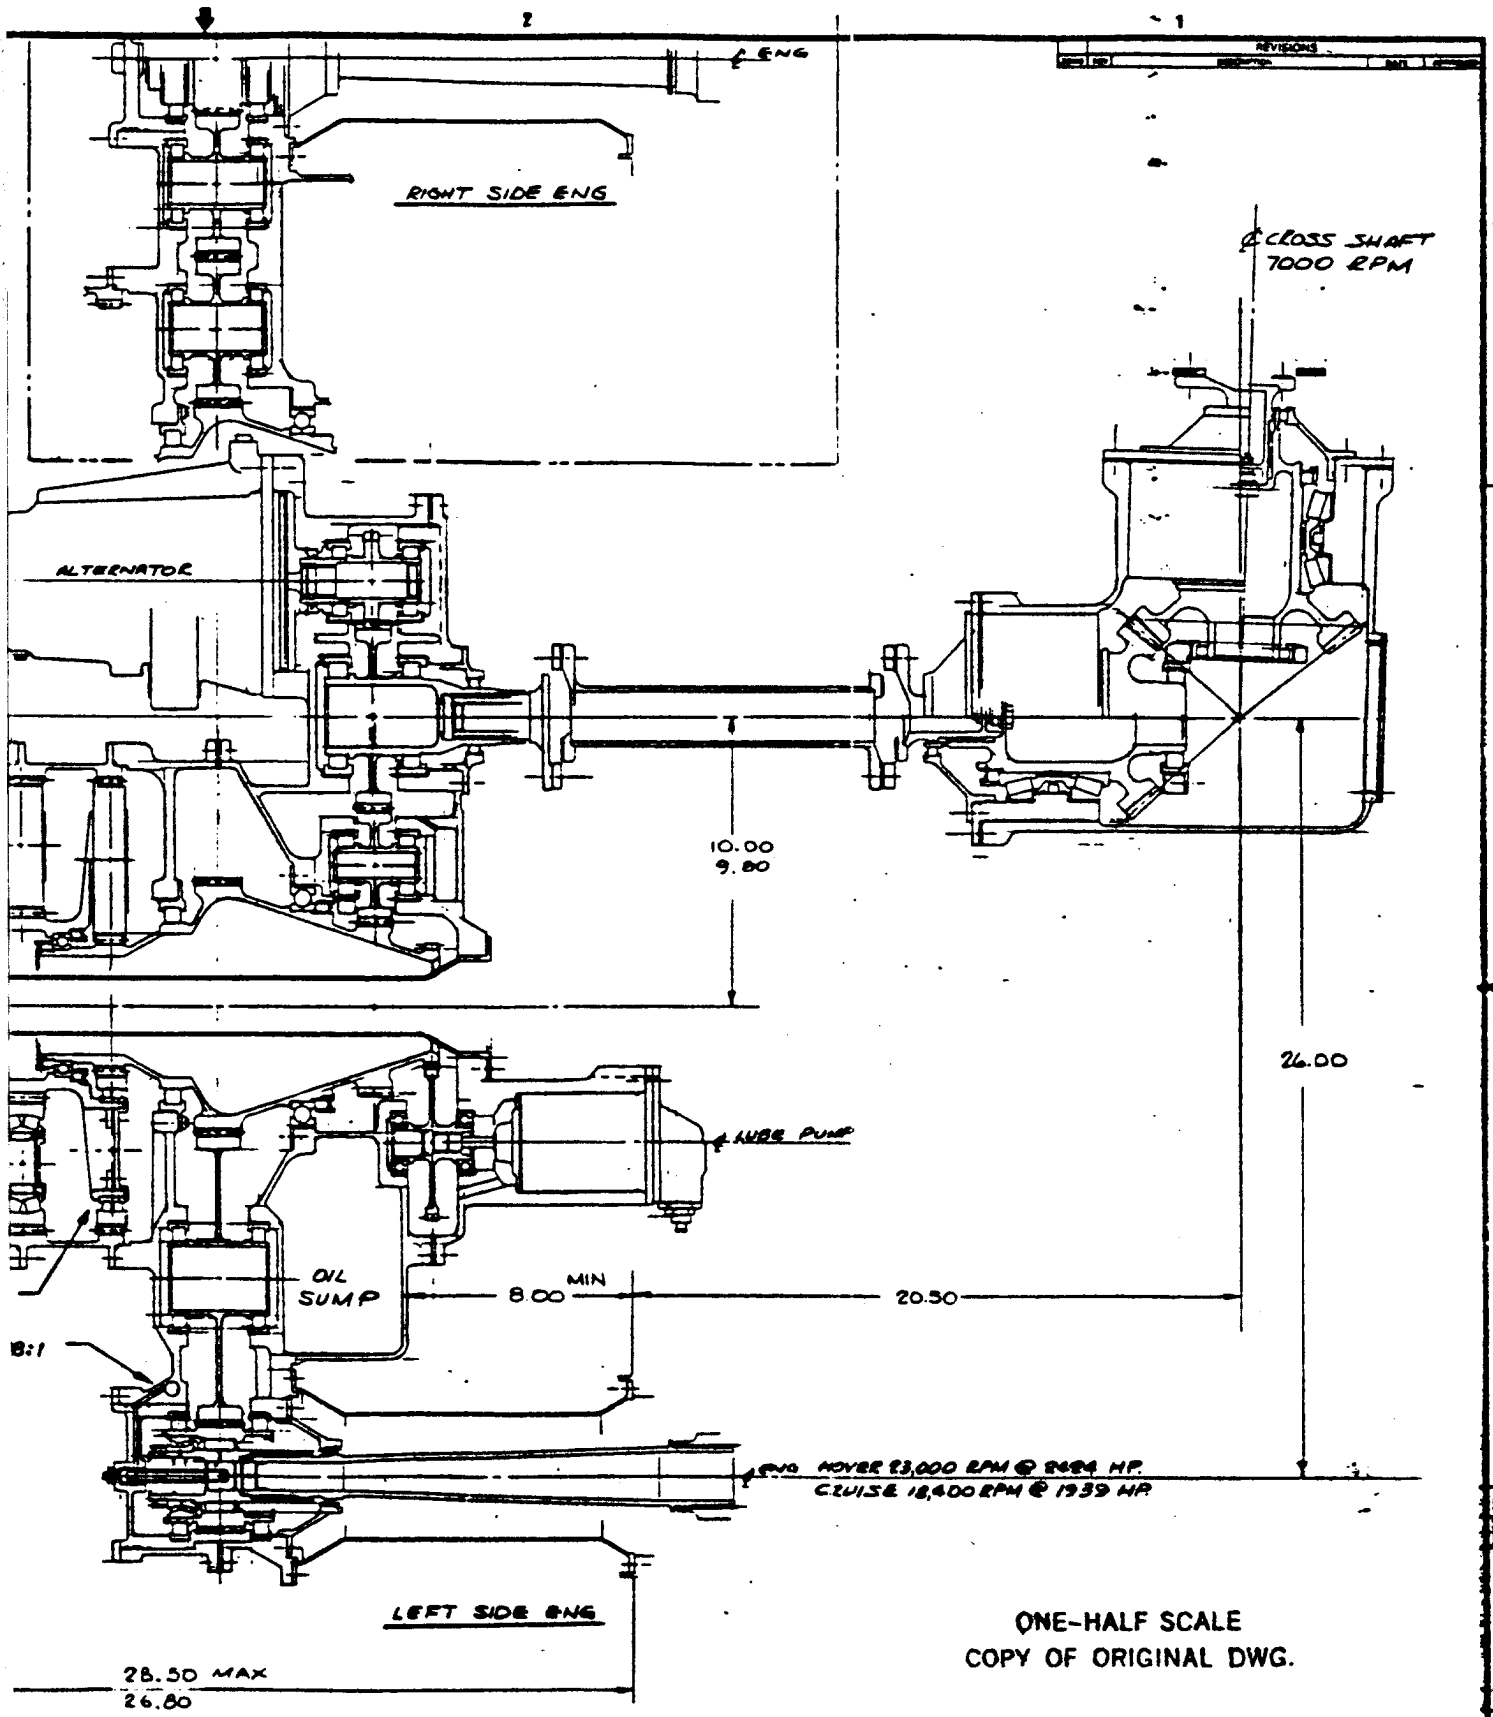 2
1
REVISIONS
℄ ENG
RIGHT SIDE ENG
℄ CROSS SHAFT
7000 RPM
ALTERNATOR
10.00
9.80
26.00
℄ LUBE PUMP
OIL
SUMP
MIN
8.00
20.50
8:1
℄ ENG HOVER 23,000 RPM @ 2424 HP.
CRUISE 18,400 RPM @ 1939 HP.
LEFT SIDE ENG
ONE-HALF SCALE
COPY OF ORIGINAL DWG.
28.50 MAX
26.80